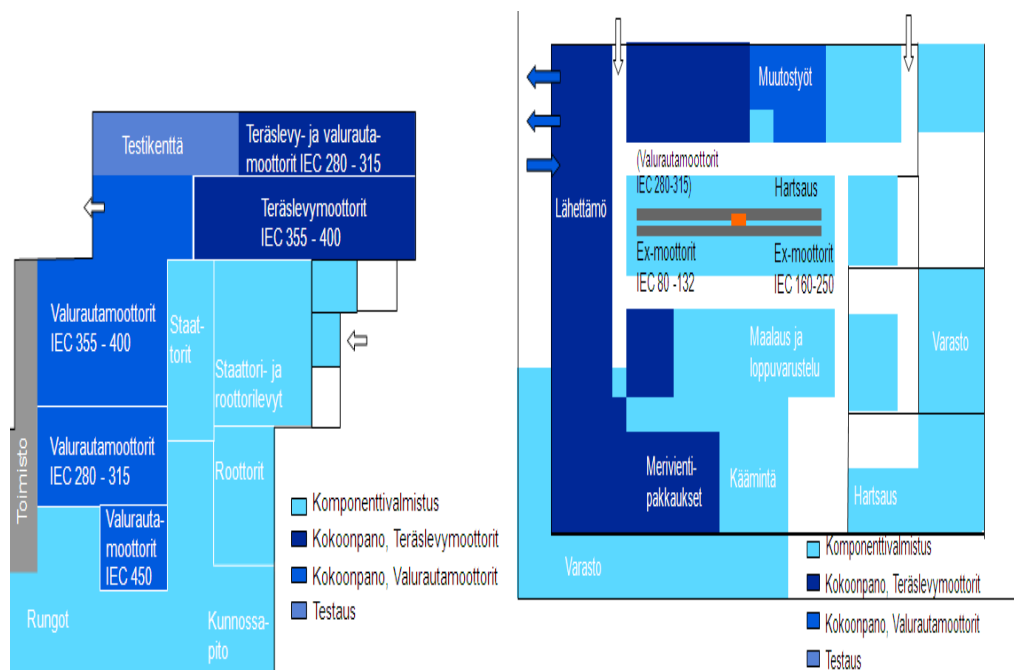 Testikenttä
Teräslevy- ja valurauta-
moottorit IEC 280 - 315
Teräslevymoottorit
IEC 355 - 400
Valurautamoottorit
IEC 355 - 400
Staat-
torit
Staattori- ja
roottorilevyt
Toimisto
Valurautamoottorit
IEC 280 - 315
Roottorit
Valurauta-
moottorit
IEC 450
Rungot
Kunnossa-
pito
Komponenttivalmistus
Kokoonpano, Teräslevymoottorit
Kokoonpano, Valurautamoottorit
Testaus
Muutostyöt
(Valurautamoottorit
IEC 280-315)
Hartsaus
Lähettämö
Ex-moottorit
IEC 80 -132
Ex-moottorit
IEC 160-250
Maalaus ja
loppuvarustelu
Varasto
Merivienti-
pakkaukset
Käämintä
Hartsaus
Varasto
Komponenttivalmistus
Kokoonpano, Teräslevymoottorit
Kokoonpano, Valurautamoottorit
Testaus